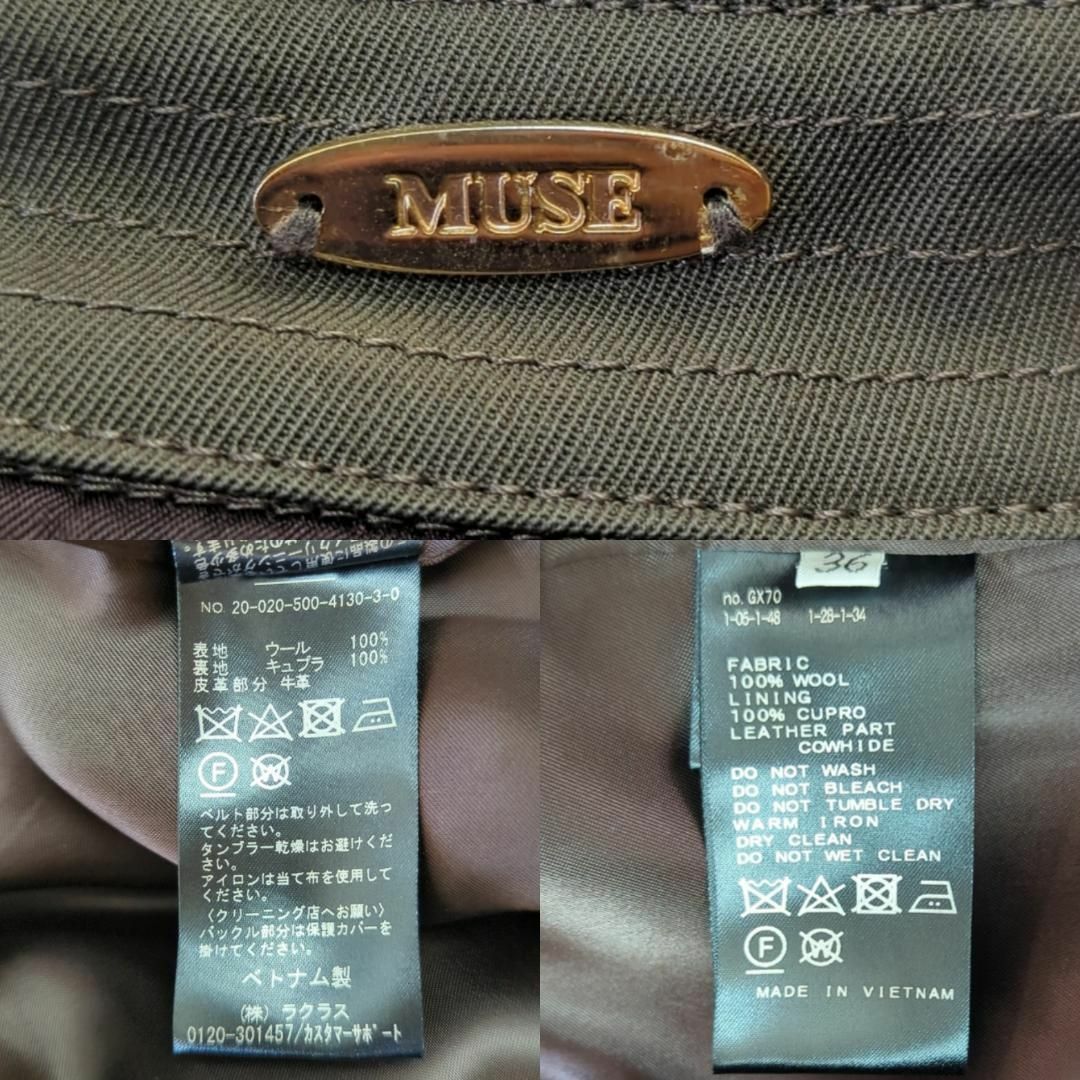 MUSE
NO. 20-020-500-4130-3-0
表地 ウール 100%
裏地 キュプラ 100%
皮革部分 牛革
F
W
ベルト部分は取り外して洗っ
てください。
タンブラー乾燥はお避けくだ
さい。
アイロンは当て布を使用して
ください。
〈クリーニング店へお願い〉
バックル部分は保護カバーを
掛けてください。
ベトナム製
(株) ラクラス
0120-301457/カスタマーサポート
36
no. GX70
1-05-1-48 1-28-1-34
FABRIC
100% WOOL
LINING
100% CUPRO
LEATHER PART
COWHIDE
DO NOT WASH
DO NOT BLEACH
DO NOT TUMBLE DRY
WARM IRON
DRY CLEAN
DO NOT WET CLEAN
F
W
MADE IN VIETNAM